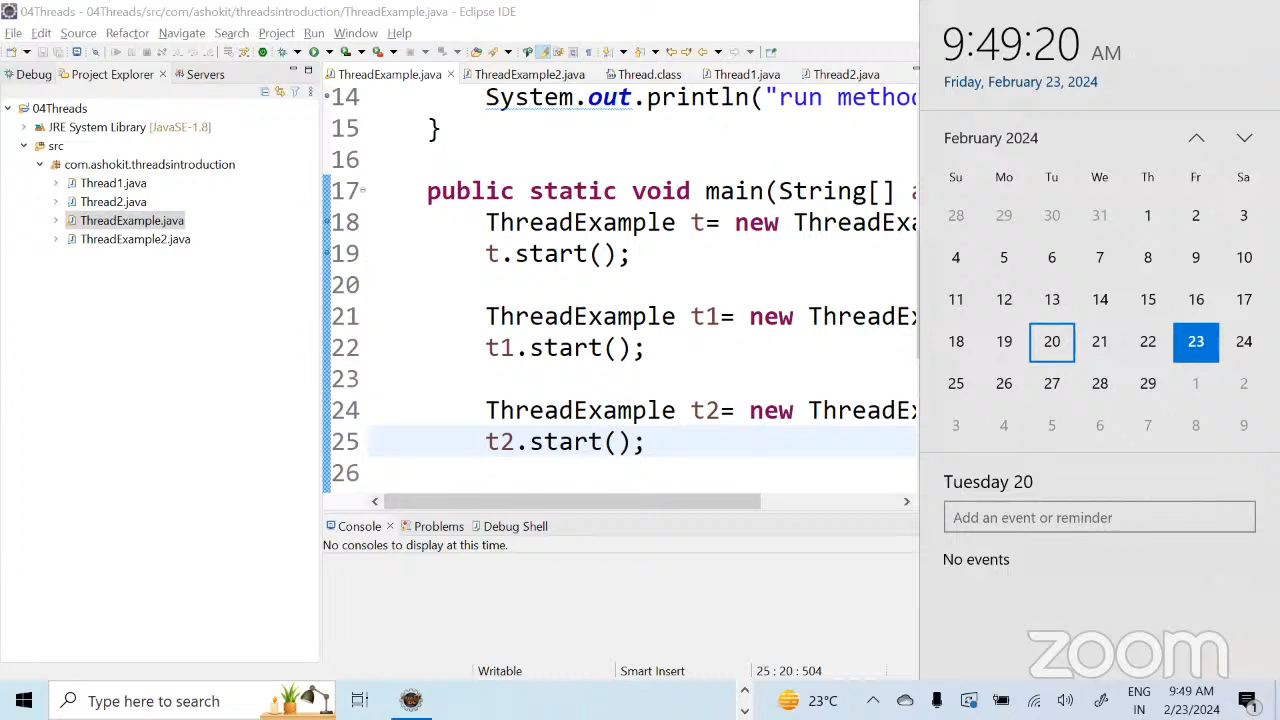 04Threads - 04Threads/src/com/ashokit/threadsintroduction/ThreadExample.java - Eclipse IDE
File Edit Source Refactor Navigate Search Project Run Window Help
Debug Project Explorer Servers
ThreadExample.java ThreadExample2.java Thread.class Thread1.java Thread2.java
04Threads
JRE System Library [JavaSE-1.8]
src
com.ashokit.threadsintroduction
Thread1.java
Thread2.java
ThreadExample.java
ThreadExample2.java
14 System.out.println("run metho
15 }
16
17 public static void main(String[] a
18 ThreadExample t= new ThreadExa
19 t.start();
20
21 ThreadExample t1= new ThreadEx
22 t1.start();
23
24 ThreadExample t2= new ThreadEx
25 t2.start();
26
Console Problems Debug Shell
No consoles to display at this time.
Writable Smart Insert 25 : 20 : 504
9:49:20 AM
Friday, February 23, 2024
February 2024
Su Mo Tu We Th Fr Sa
28 29 30 31 1 2 3
4 5 6 7 8 9 10
11 12 13 14 15 16 17
18 19 20 21 22 23 24
25 26 27 28 29 1 2
3 4 5 6 7 8 9
Tuesday 20
Add an event or reminder
No events
zoom
Type here to search
23°C
ENG
IN
9:49 AM
2/23/2024
1